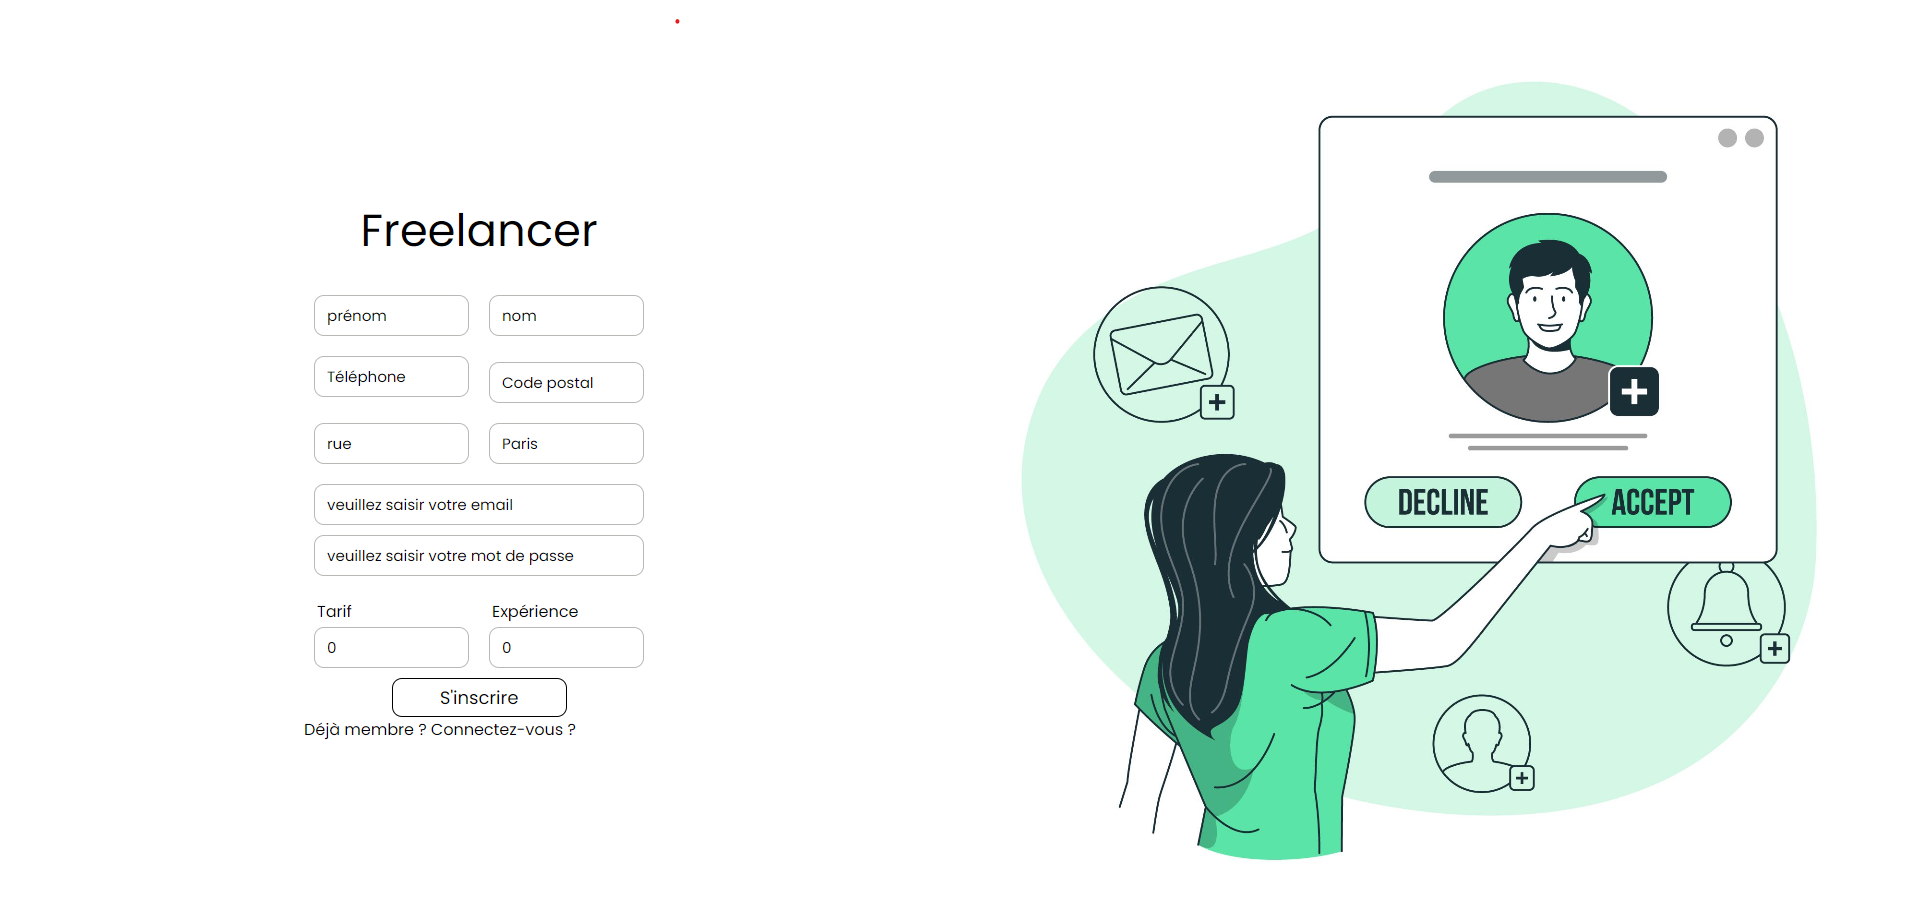 Freelancer
prénom nom
Téléphone Code postal
rue Paris
veuillez saisir votre email
veuillez saisir votre mot de passe
Tarif Expérience
0 0
S'inscrire
Déjà membre ? Connectez-vous ?
DECLINE ACCEPT